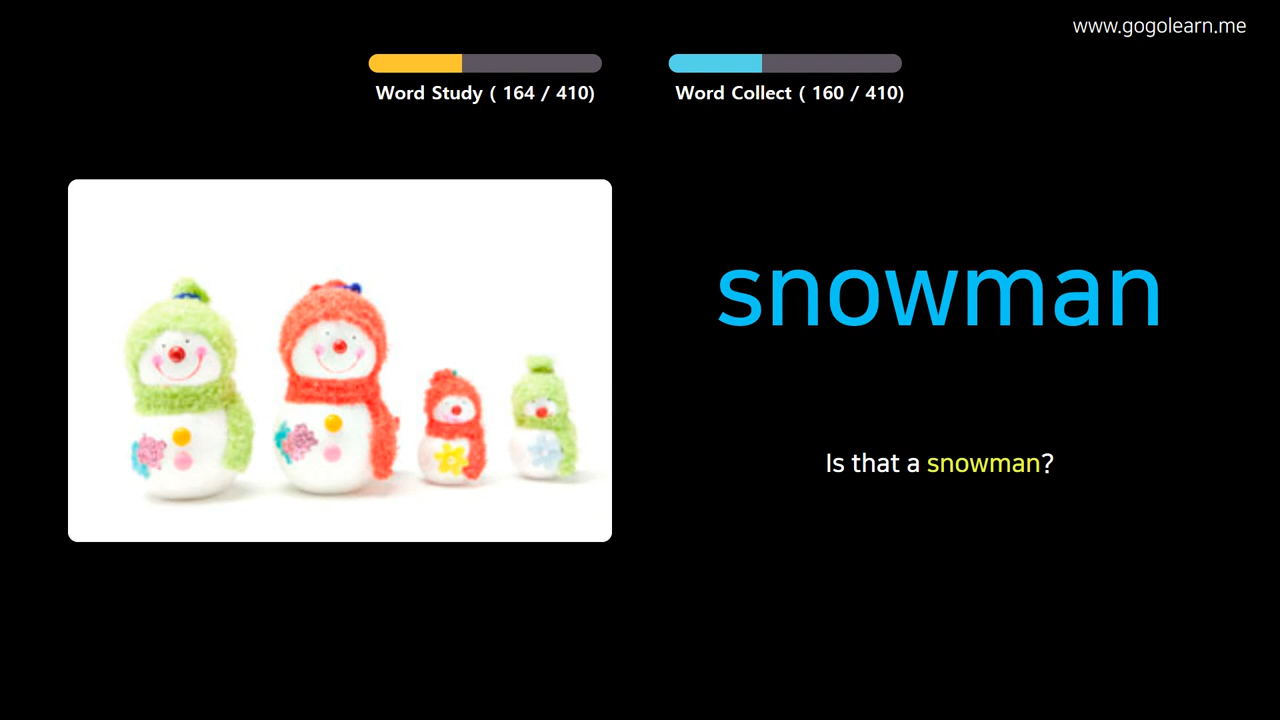 www.gogolearn.me
Word Study ( 164 / 410)
Word Collect ( 160 / 410)
snowman
Is that a snowman?